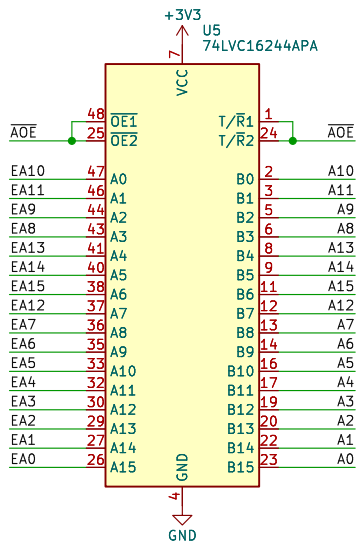 +3V3
U5
74LVC16244APA
7
VCC
48 OE1 T/R1 1
AOE 25 OE2 T/R2 24 AOE
EA10 47 A0 B0 2 A10
EA11 46 A1 B1 3 A11
EA9 44 A2 B2 5 A9
EA8 43 A3 B3 6 A8
EA13 41 A4 B4 8 A13
EA14 40 A5 B5 9 A14
EA15 38 A6 B6 11 A15
EA12 37 A7 B7 12 A12
EA7 36 A8 B8 13 A7
EA6 35 A9 B9 14 A6
EA5 33 A10 B10 16 A5
EA4 32 A11 B11 17 A4
EA3 30 A12 B12 19 A3
EA2 29 A13 B13 20 A2
EA1 27 A14 B14 22 A1
EA0 26 A15 B15 23 A0
GND
4
GND